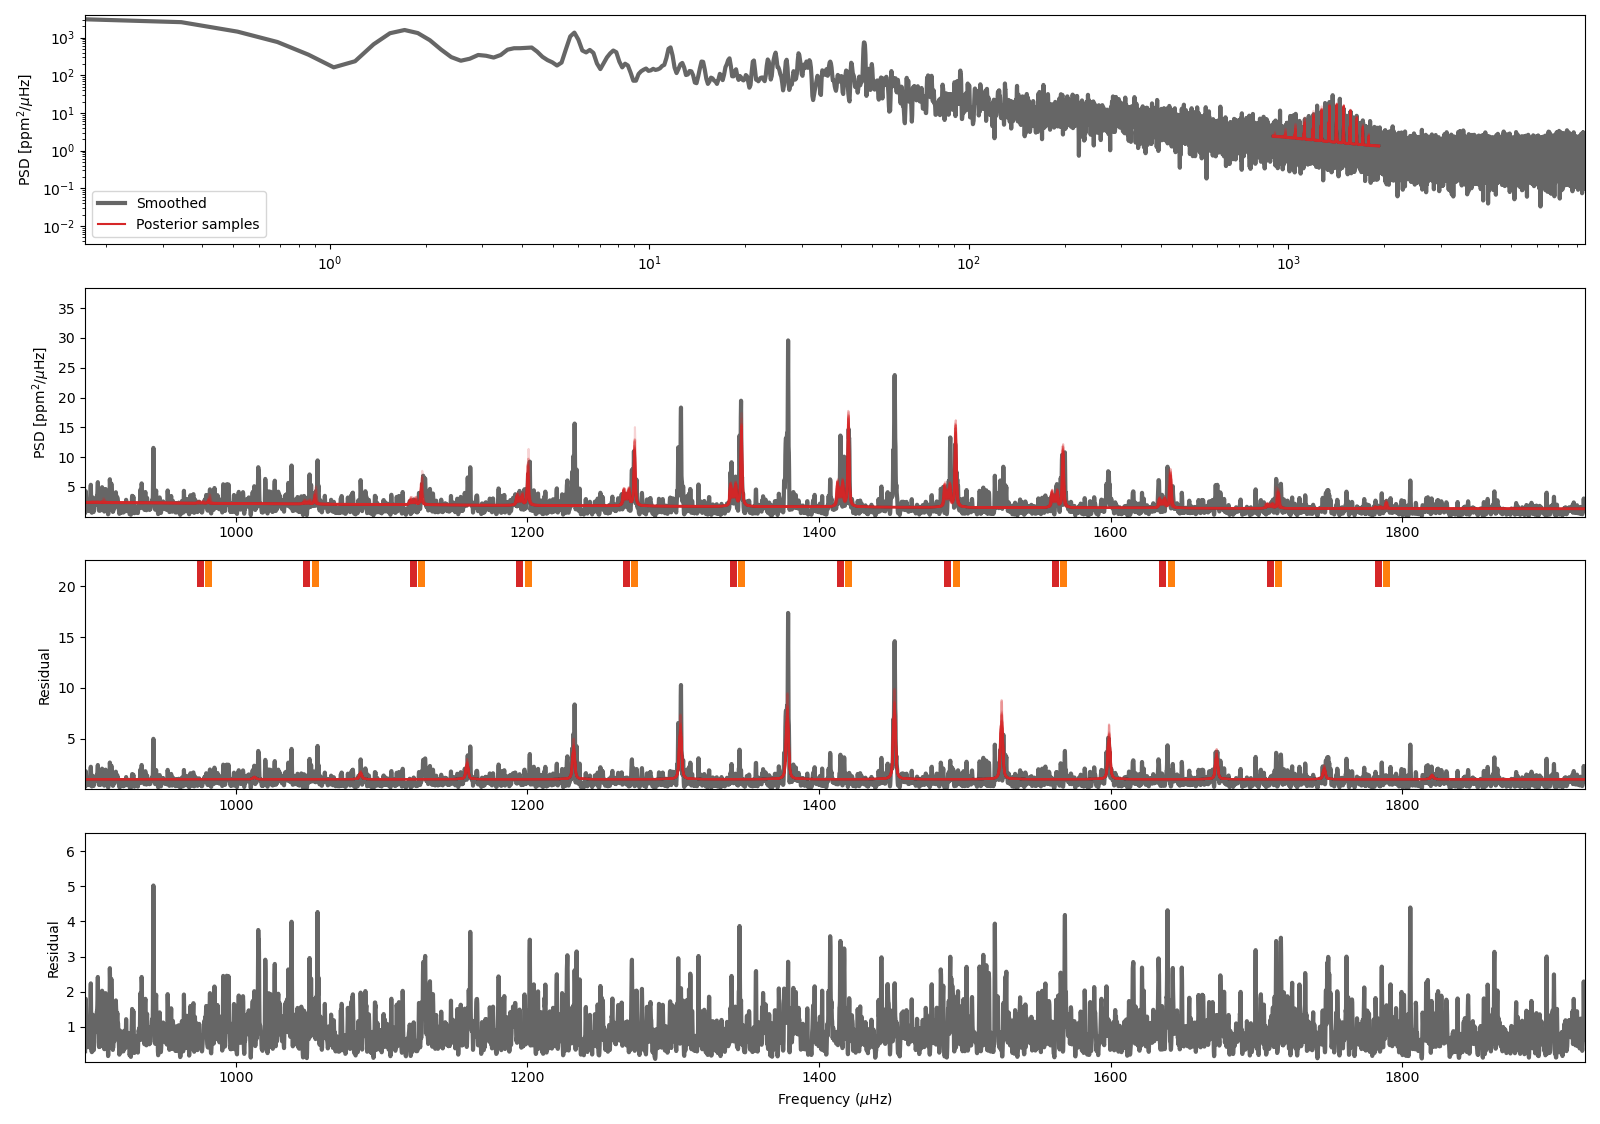 PSD [ppm²/μHz]
10³
10²
10¹
10⁰
10⁻¹
10⁻²
Smoothed
Posterior samples
10⁰ 10¹ 10² 10³
PSD [ppm²/μHz]
35
30
25
20
15
10
5
1000 1200 1400 1600 1800
Residual
20
15
10
5
1000 1200 1400 1600 1800
Residual
6
5
4
3
2
1
1000 1200 1400 1600 1800
Frequency (μHz)